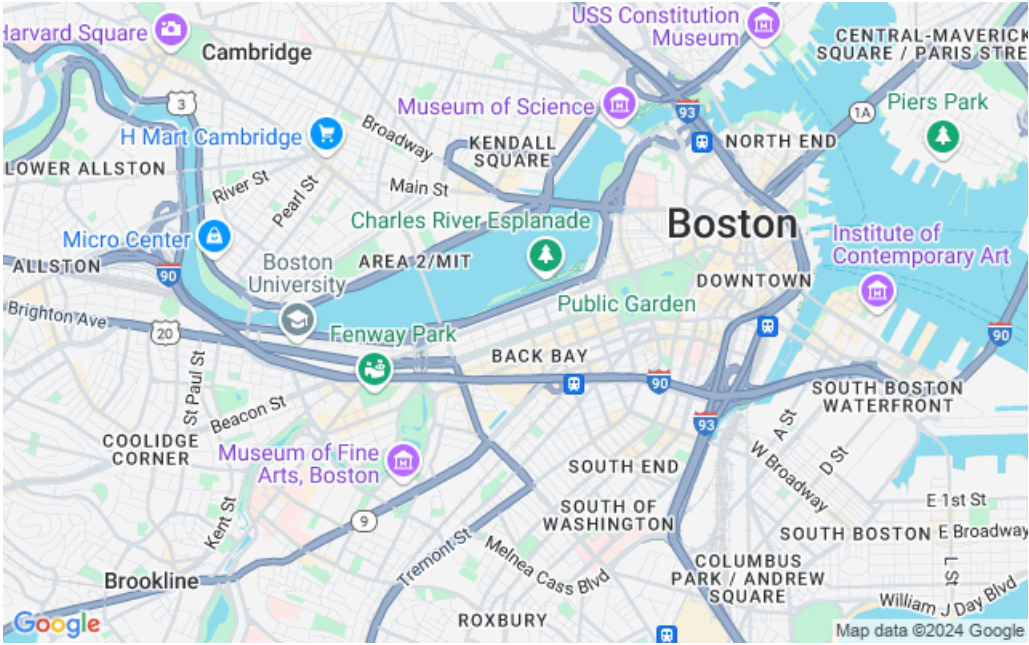 Harvard Square
Cambridge
USS Constitution
Museum
CENTRAL-MAVERICK
SQUARE / PARIS STRE
3
Museum of Science
93
1A
Piers Park
H Mart Cambridge
Broadway
KENDALL
SQUARE
NORTH END
LOWER ALLSTON
River St
Pearl St
Main St
Charles River Esplanade
Boston
Micro Center
Institute of
Contemporary Art
ALLSTON
90
Boston
University
AREA 2/MIT
DOWNTOWN
Brighton Ave
20
Public Garden
Fenway Park
90
BACK BAY
St Paul St
90
SOUTH BOSTON
WATERFRONT
Beacon St
93
A St
COOLIDGE
CORNER
Museum of Fine
Arts, Boston
SOUTH END
W Broadway
D St
Kent St
9
SOUTH OF
WASHINGTON
E 1st St
SOUTH BOSTON
E Broadway
Tremont St
Melnea Cass Blvd
Brookline
COLUMBUS
PARK / ANDREW
SQUARE
L St
William J Day Blvd
ROXBURY
Google
Map data ©2024 Google